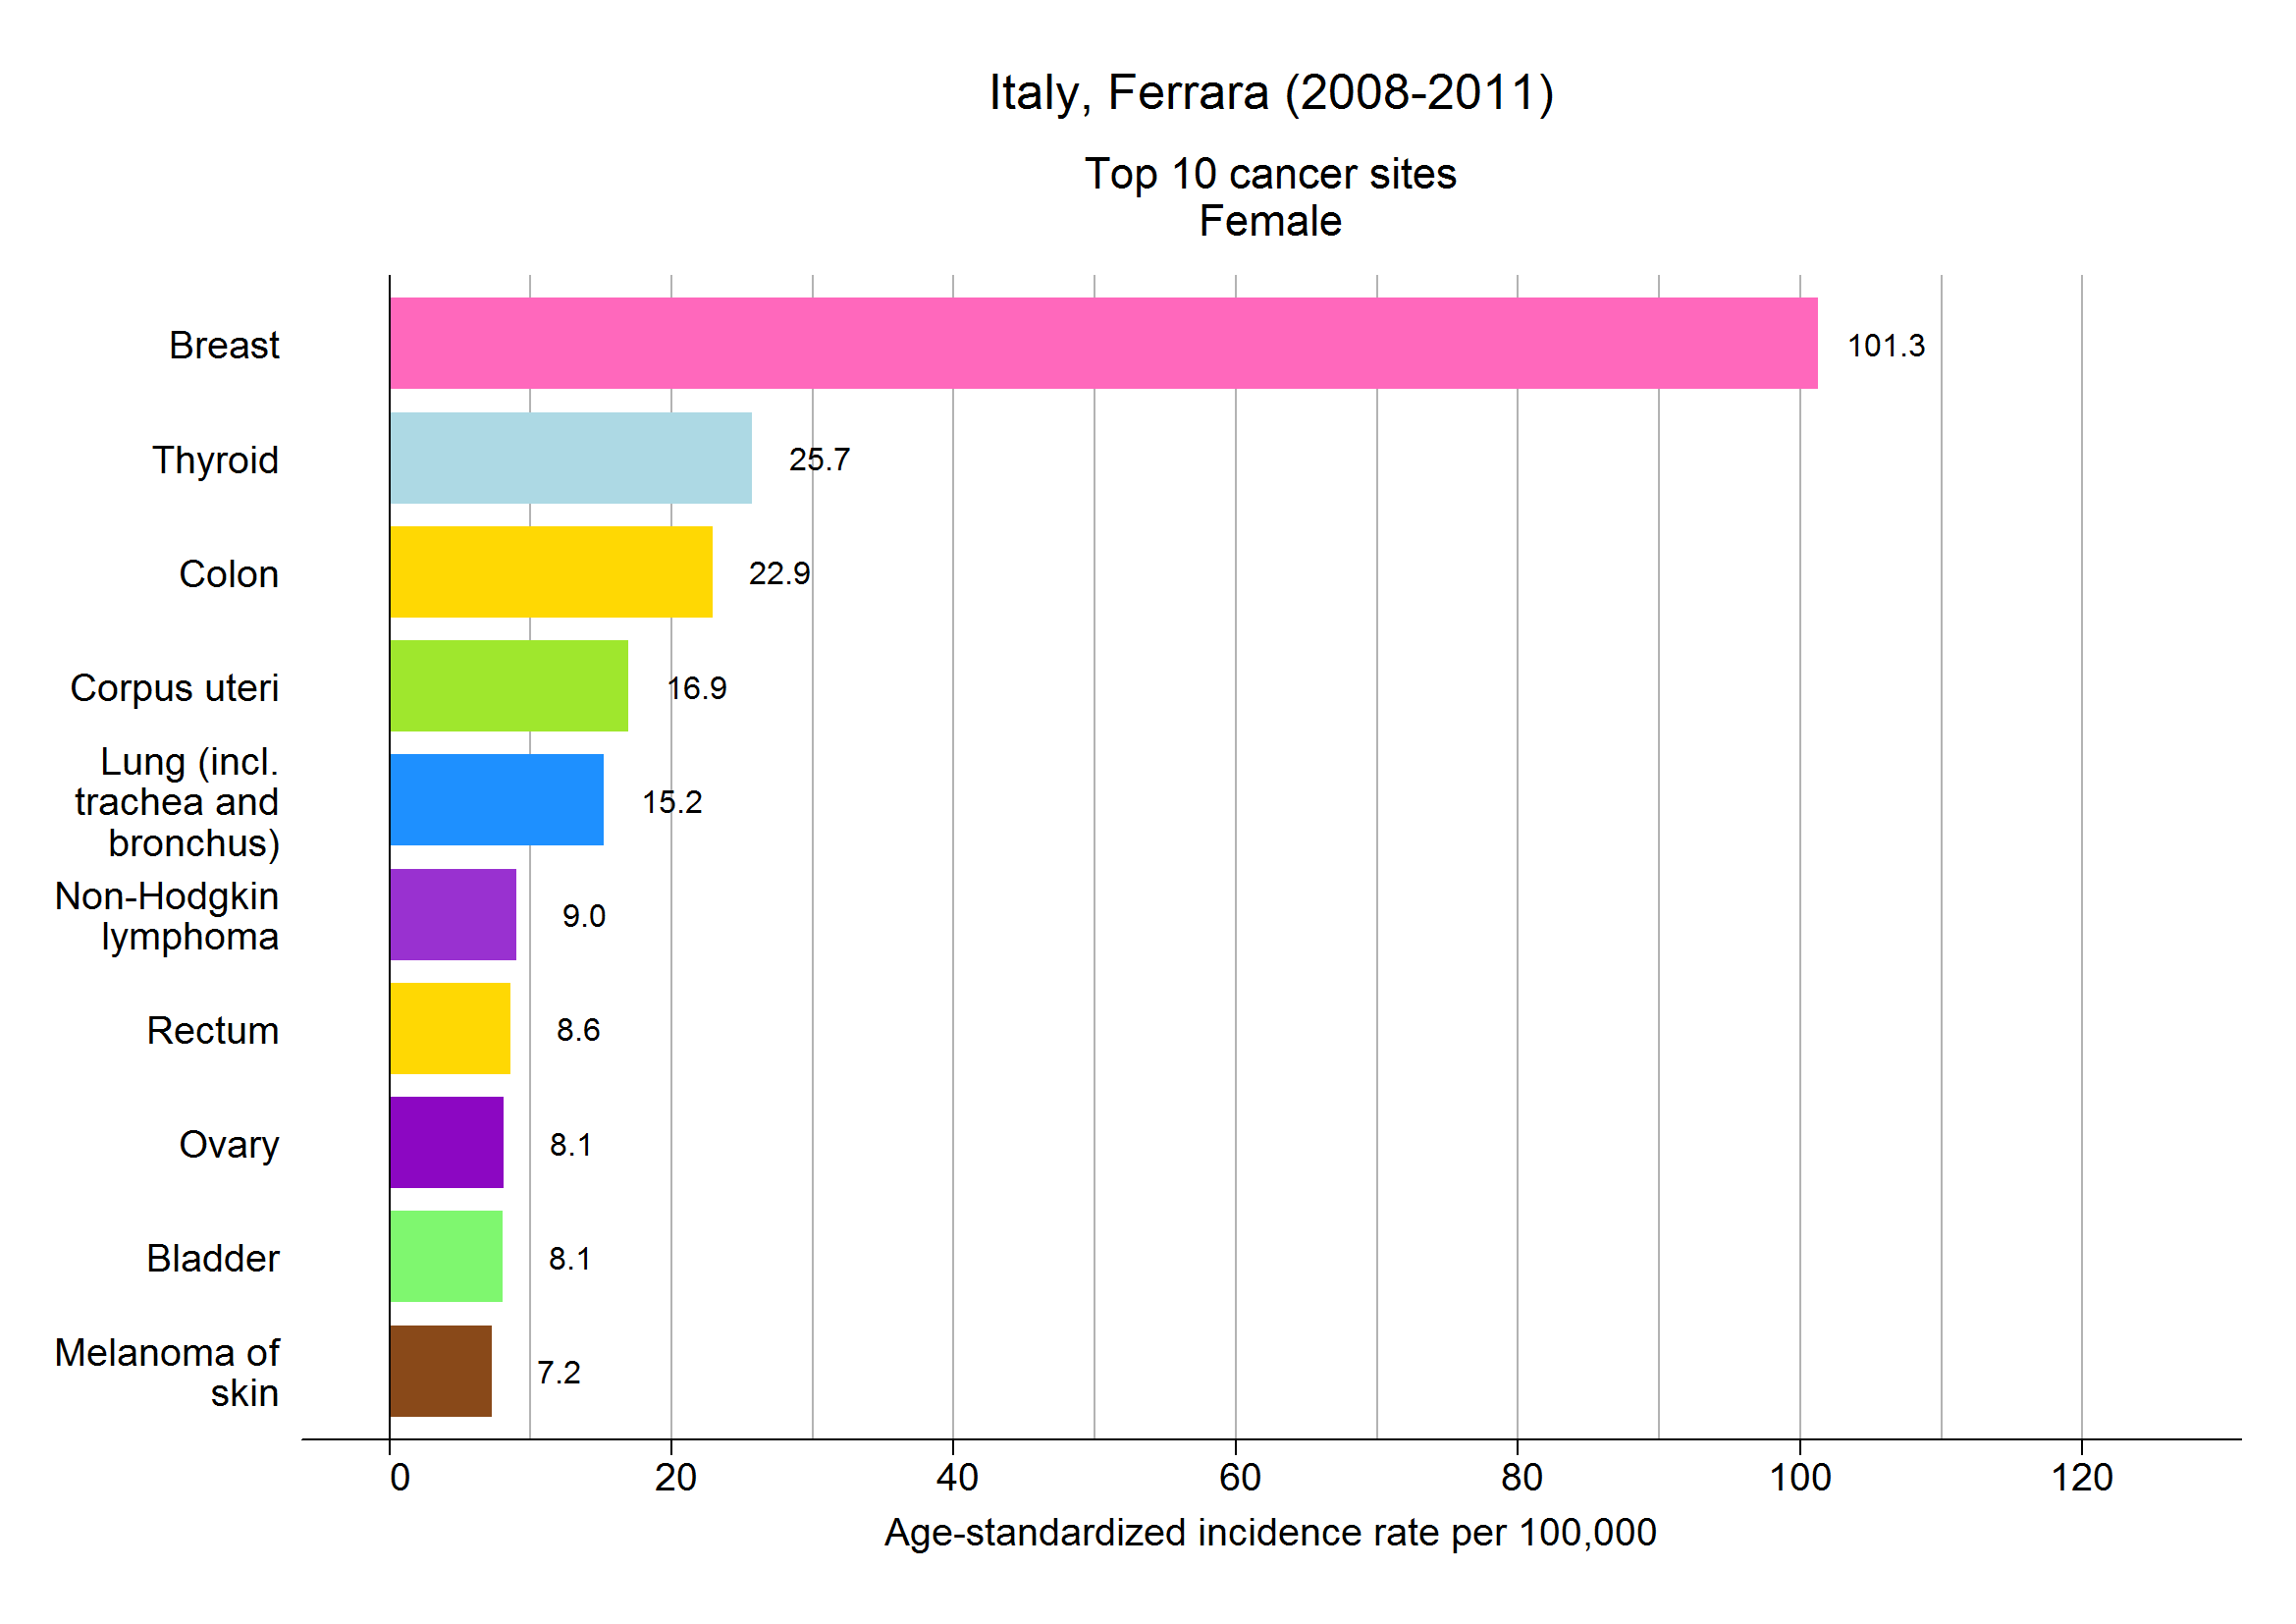 Italy, Ferrara (2008-2011)
Top 10 cancer sites
Female
Breast
101.3
Thyroid
25.7
Colon
22.9
Corpus uteri
16.9
Lung (incl.
trachea and
bronchus)
15.2
Non-Hodgkin
lymphoma
9.0
Rectum
8.6
Ovary
8.1
Bladder
8.1
Melanoma of
skin
7.2
0 20 40 60 80 100 120
Age-standardized incidence rate per 100,000